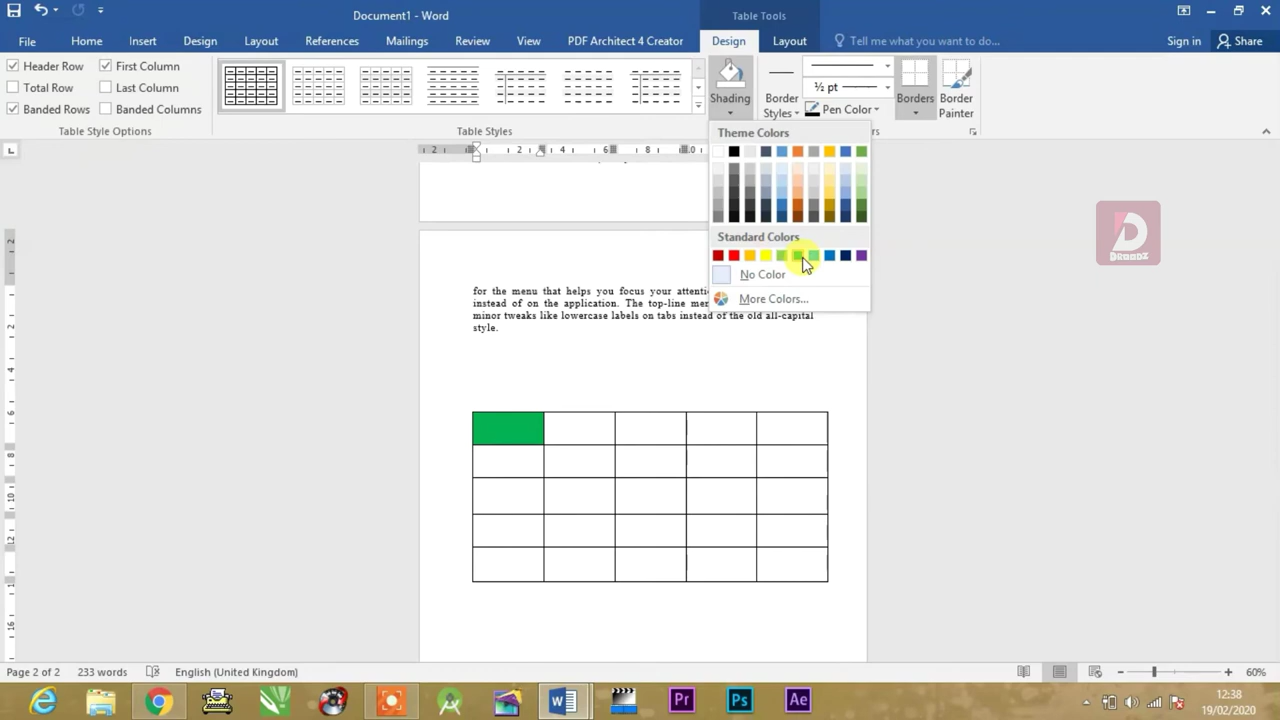 Document1 - Word
Table Tools
File Home Insert Design Layout References Mailings Review View PDF Architect 4 Creator Design Layout Tell me what you want to do... Sign in Share
Header Row First Column
Total Row Last Column
Banded Rows Banded Columns
Table Style Options
Table Styles
Shading
Border Styles
½ pt
Pen Color
Borders
Border Painter
Theme Colors
Standard Colors
No Color
More Colors...
for the menu that helps you focus your
instead of on the application. The top-line
minor tweaks like lowercase labels on tabs instead of the old all-capital
style.
DEGODZ
Page 2 of 2 233 words English (United Kingdom) 60%
Pr Ps Ae
12:38
19/02/2020